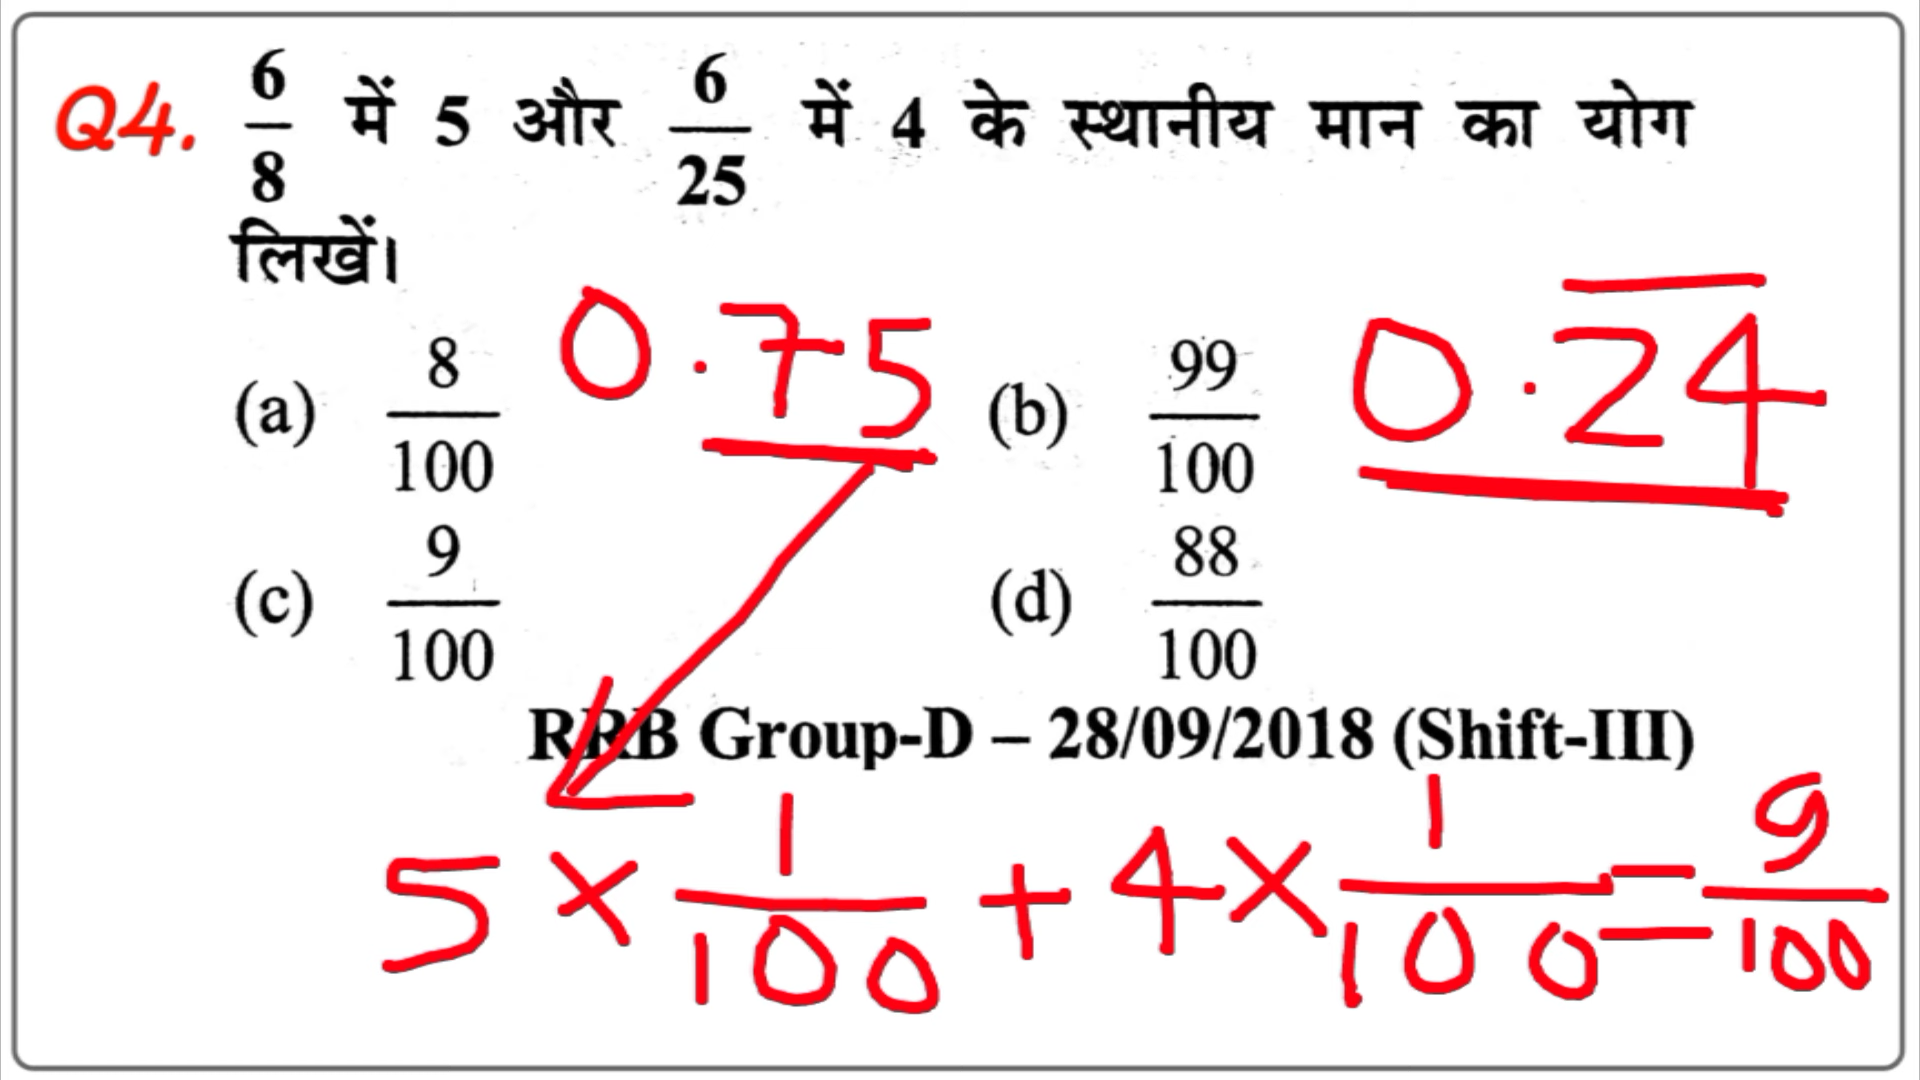 Q4. 6/8 में 5 और 6/25 में 4 के स्थानीय मान का योग
लिखें।
0.75
0.24
(a) 8/100 (b) 99/100
(c) 9/100 (d) 88/100
RRB Group-D – 28/09/2018 (Shift-III)
5 × 1/100 + 4 × 1/100 = 9/100